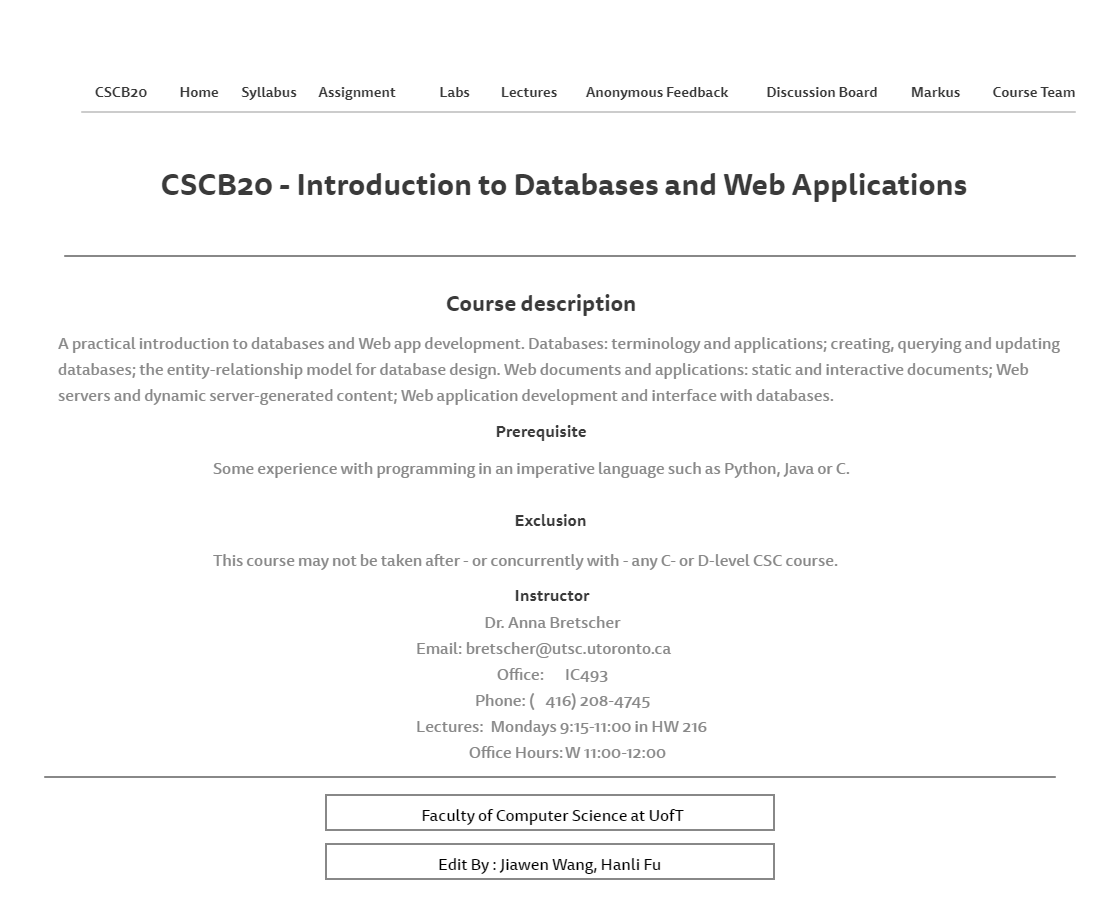 CSCB20 Home Syllabus Assignment Labs Lectures Anonymous Feedback Discussion Board Markus Course Team
CSCB20 - Introduction to Databases and Web Applications
Course description
A practical introduction to databases and Web app development. Databases: terminology and applications; creating, querying and updating
databases; the entity-relationship model for database design. Web documents and applications: static and interactive documents; Web
servers and dynamic server-generated content; Web application development and interface with databases.
Prerequisite
Some experience with programming in an imperative language such as Python, Java or C.
Exclusion
This course may not be taken after - or concurrently with - any C- or D-level CSC course.
Instructor
Dr. Anna Bretscher
Email: bretscher@utsc.utoronto.ca
Office: IC493
Phone: ( 416) 208-4745
Lectures: Mondays 9:15-11:00 in HW 216
Office Hours: W 11:00-12:00
Faculty of Computer Science at UofT
Edit By : Jiawen Wang, Hanli Fu